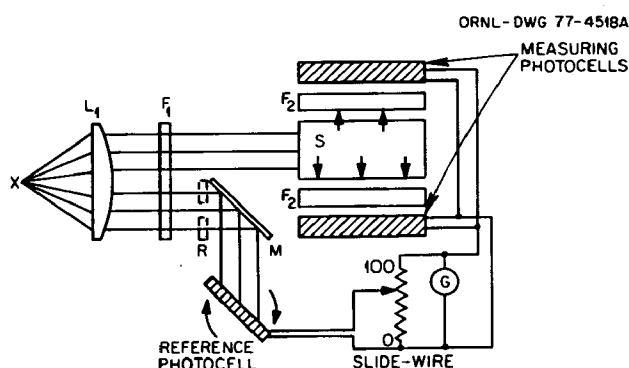 ORNL-DWG 77-4518A
MEASURING
PHOTOCELLS
L1
F1
F2
S
X
F2
R
M
100
G
0
REFERENCE
PHOTOCELL
SLIDE-WIRE